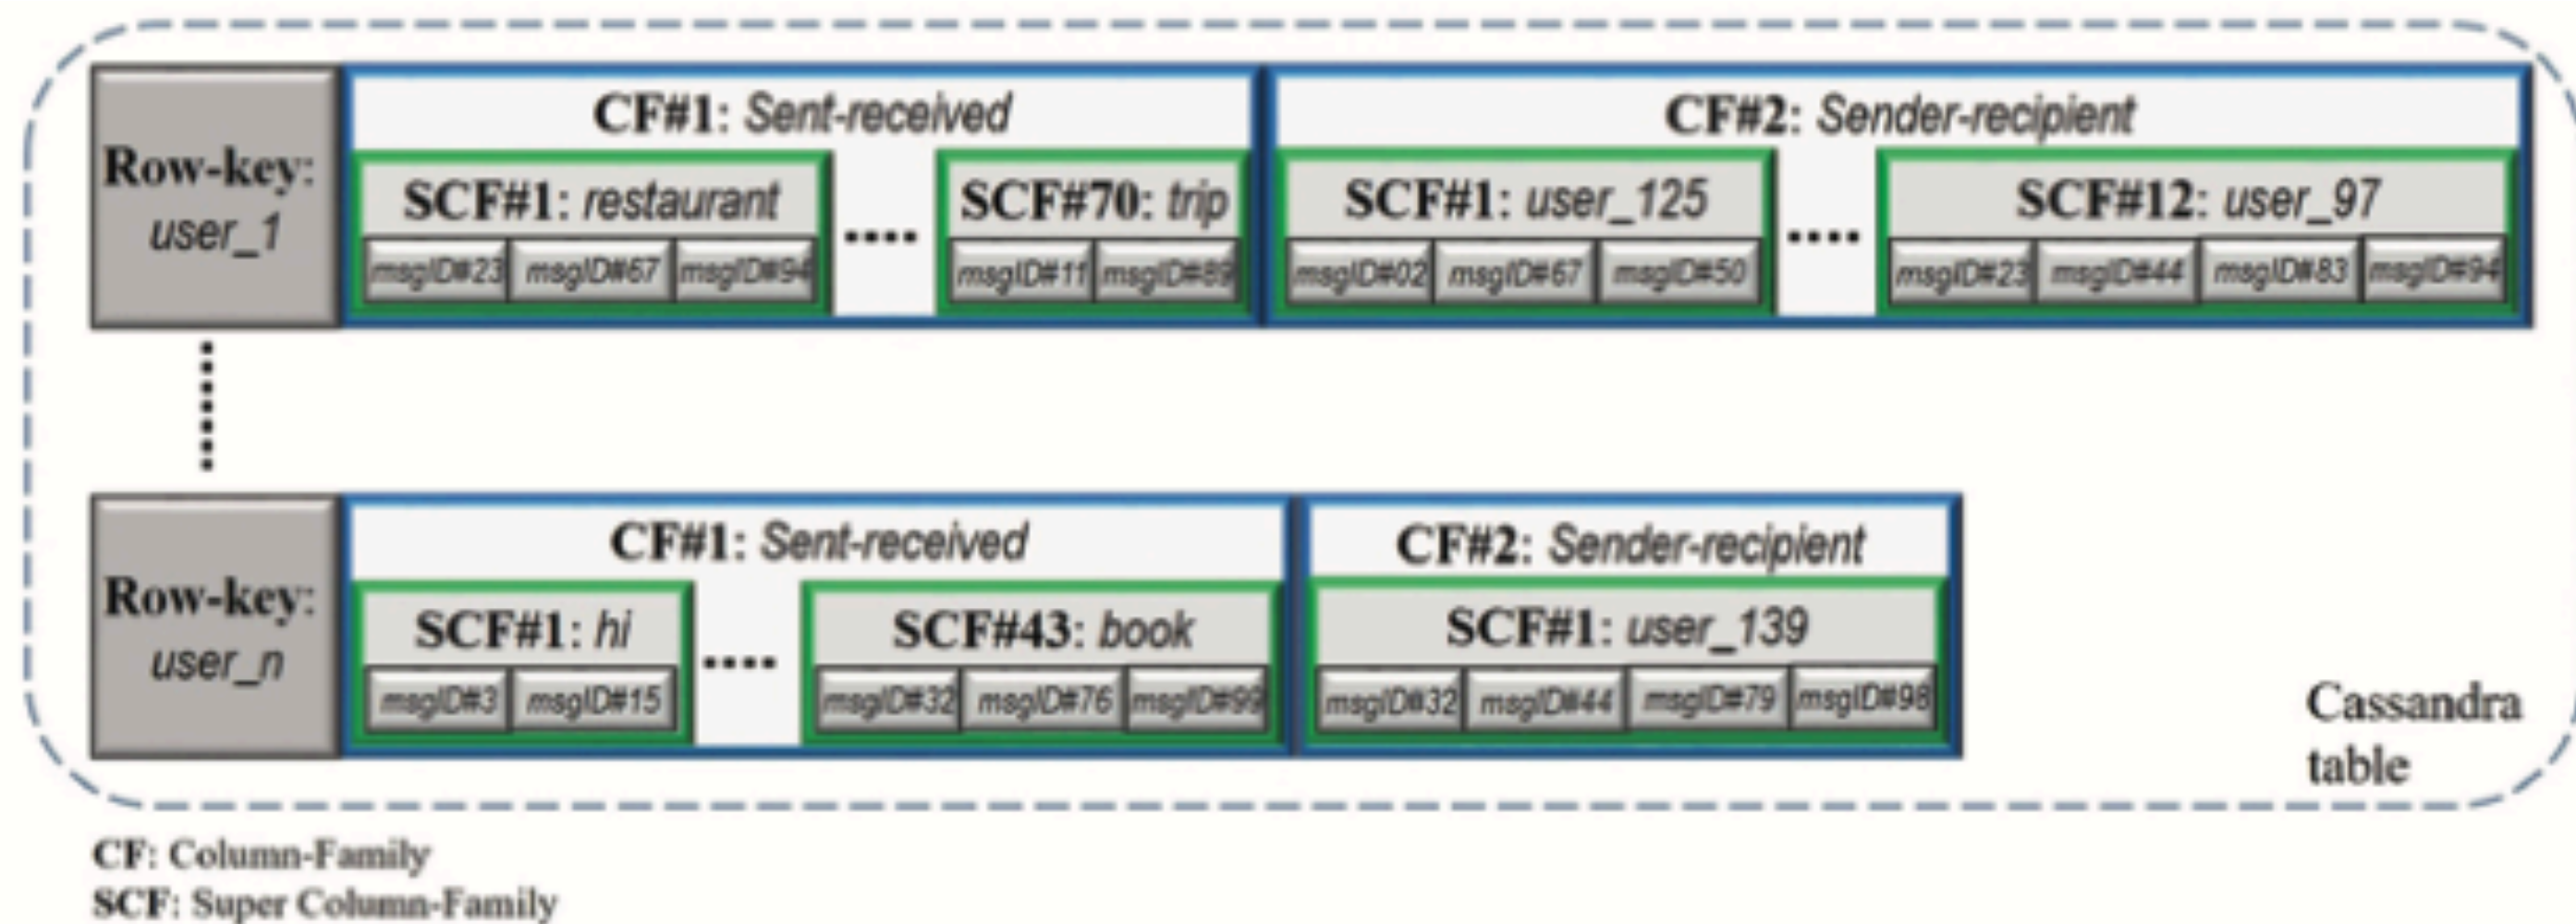 CF#1: Sent-received
CF#2: Sender-recipient
Row-key:
user_1
SCF#1: restaurant
msgID#23 msgID#67 msgID#94
....
SCF#70: trip
msgID#11 msgID#89
SCF#1: user_125
msgID#02 msgID#67 msgID#50
....
SCF#12: user_97
msgID#23 msgID#44 msgID#83 msgID#94
CF#1: Sent-received
CF#2: Sender-recipient
Row-key:
user_n
SCF#1: hi
msgID#3 msgID#15
....
SCF#43: book
msgID#32 msgID#76 msgID#99
SCF#1: user_139
msgID#32 msgID#44 msgID#79 msgID#98
Cassandra
table
CF: Column-Family
SCF: Super Column-Family